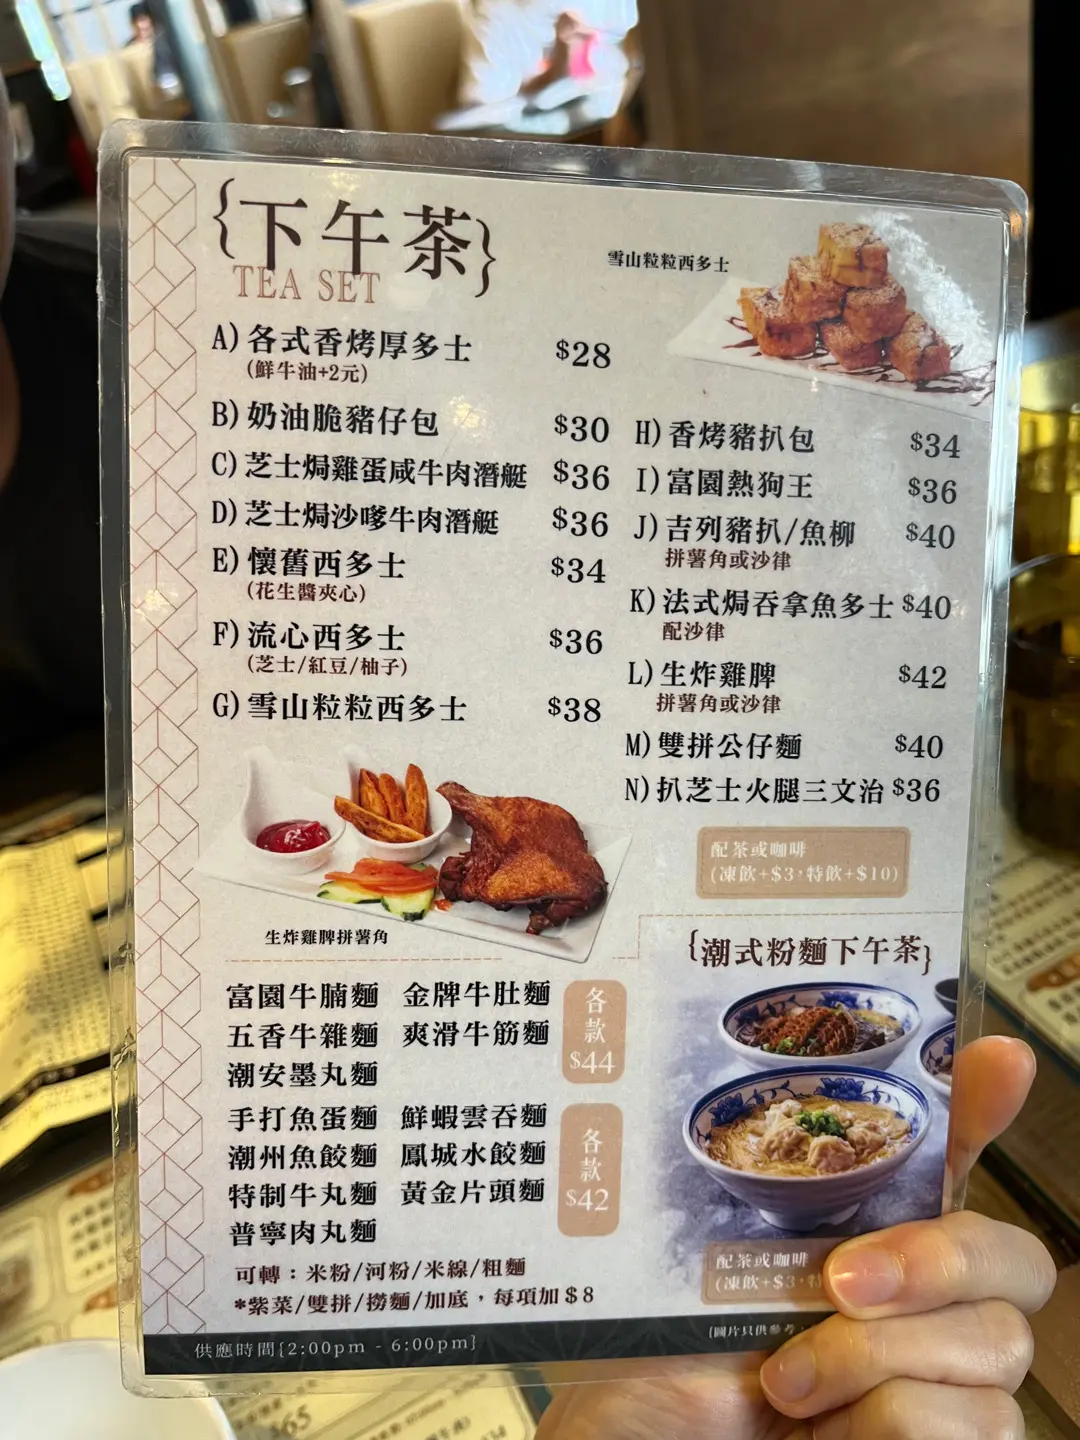 {下午茶}
TEA SET
雪山粒粒西多士
A) 各式香烤厚多士 $28
(鮮牛油+2元)
B) 奶油脆豬仔包 $30
C) 芝士焗雞蛋咸牛肉潛艇 $36
D) 芝士焗沙嗲牛肉潛艇 $36
E) 懷舊西多士 $34
(花生醬夾心)
F) 流心西多士 $36
(芝士/紅豆/柚子)
G) 雪山粒粒西多士 $38
H) 香烤豬扒包 $34
I) 富園熱狗王 $36
J) 吉列豬扒/魚柳 $40
拼薯角或沙律
K) 法式焗吞拿魚多士 $40
配沙律
L) 生炸雞脾 $42
拼薯角或沙律
M) 雙拼公仔麵 $40
N) 扒芝士火腿三文治 $36
配茶或咖啡
(凍飲+$3，特飲+$10)
生炸雞脾拼薯角
{潮式粉麵下午茶}
富園牛腩麵 金牌牛肚麵
五香牛雜麵 爽滑牛筋麵
潮安墨丸麵
各款
$44
手打魚蛋麵 鮮蝦雲吞麵
潮州魚餃麵 鳳城水餃麵
特制牛丸麵 黃金片頭麵
普寧肉丸麵
各款
$42
可轉：米粉/河粉/米線/粗麵
*紫菜/雙拼/撈麵/加底，每項加$8
配茶或咖啡
(凍飲+$3，特
供應時間{2:00pm - 6:00pm}
(圖片只供參考，